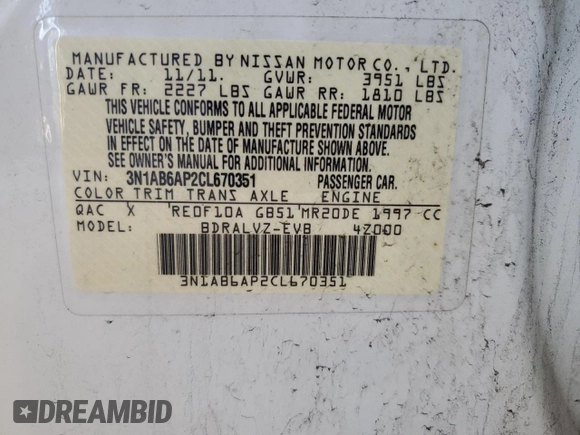 MANUFACTURED BY NISSAN MOTOR CO., LTD.
DATE: 11/11. GVWR: 3951 LBS
GAWR FR: 2227 LBS GAWR RR: 1810 LBS
THIS VEHICLE CONFORMS TO ALL APPLICABLE FEDERAL MOTOR
VEHICLE SAFETY, BUMPER AND THEFT PREVENTION STANDARDS
IN EFFECT ON THE DATE OF MANUFACTURE SHOWN ABOVE.
SEE OWNER'S MANUAL FOR ADDITIONAL INFORMATION.
VIN: 3N1AB6AP2CL670351 PASSENGER CAR.
COLOR TRIM TRANS AXLE ENGINE
QAC X RE0F10A GB51 MR20DE 1997 CC
MODEL: BDRALVZ-EVB 4Z000
3N1AB6AP2CL670351
DREAMBID